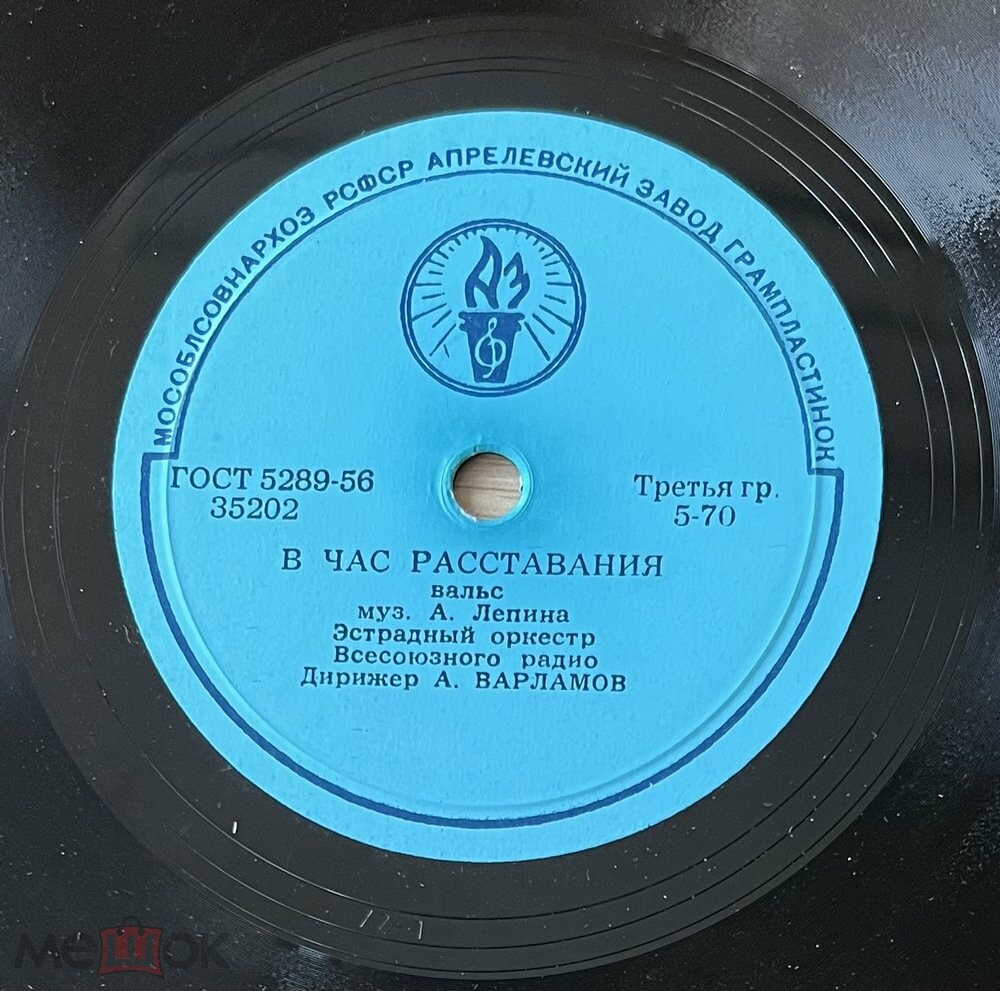 МОСОБЛСОВНАРХОЗ РСФСР АПРЕЛЕВСКИЙ ЗАВОД ГРАМПЛАСТИНОК
АЗ
ГОСТ 5289-56
35202
Третья гр.
5-70
В ЧАС РАССТАВАНИЯ
вальс
муз. А. Лепина
Эстрадный оркестр
Всесоюзного радио
Дирижер А. ВАРЛАМОВ
мешок